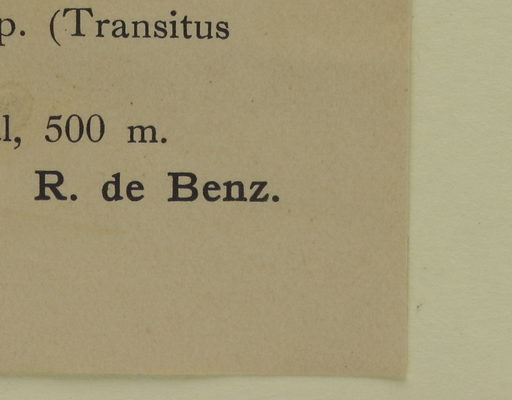 p. (Transitus
l, 500 m.
R. de Benz.